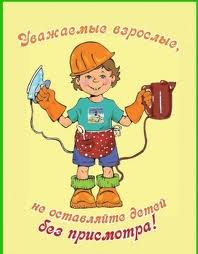 Уважаемые взрослые,
не оставляйте детей
без присмотра!